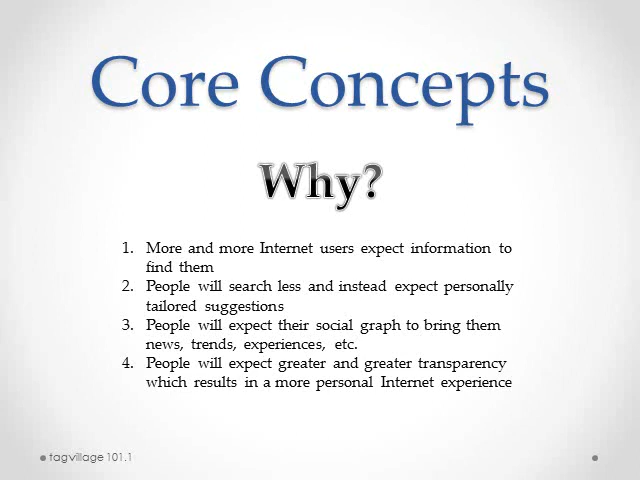 Core Concepts
Why?
1. More and more Internet users expect information to
find them
2. People will search less and instead expect personally
tailored suggestions
3. People will expect their social graph to bring them
news, trends, experiences, etc.
4. People will expect greater and greater transparency
which results in a more personal Internet experience
tagvillage 101.1